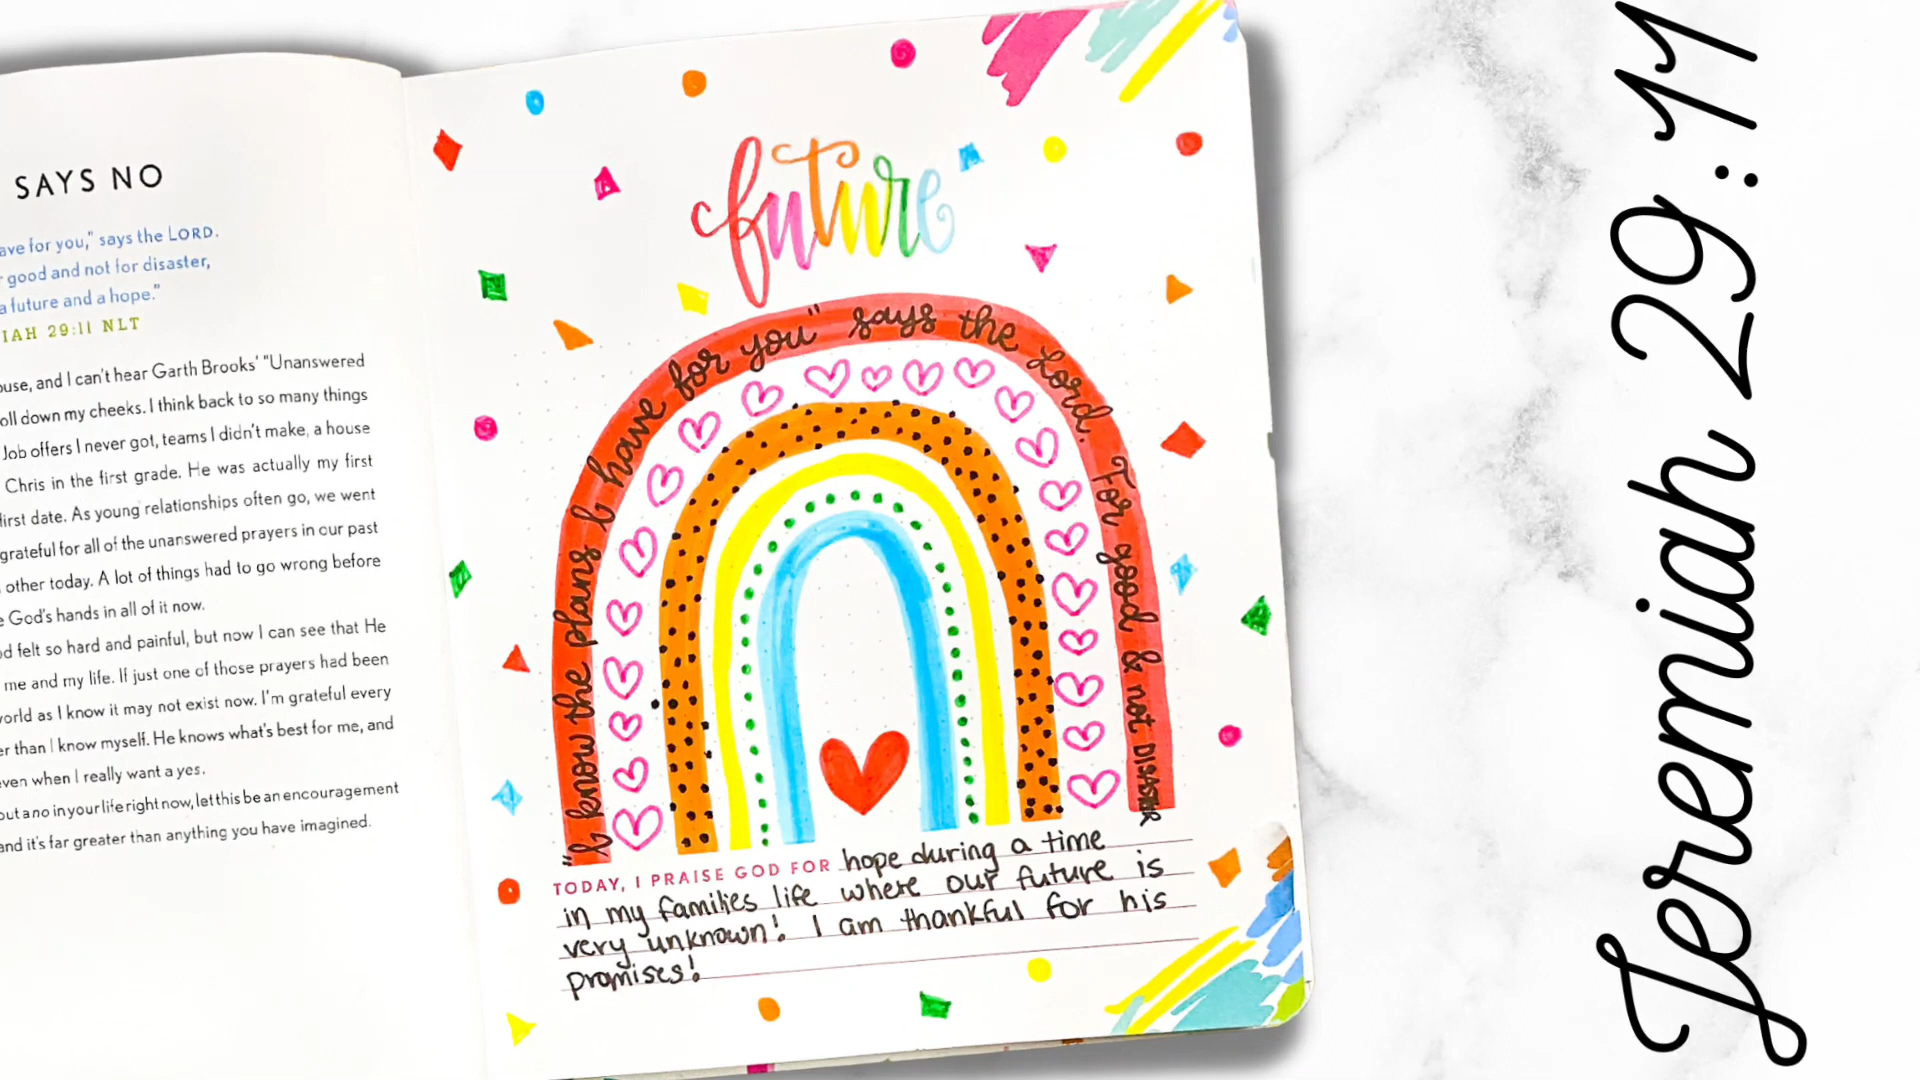 SAYS NO
ave for you," says the LORD.
good and not for disaster,
a future and a hope."
IAH 29:11 NLT
ouse, and I can't hear Garth Brooks' "Unanswered
oll down my cheeks. I think back to so many things
Job offers I never got, teams I didn't make, a house
Chris in the first grade. He was actually my first
first date. As young relationships often go, we went
grateful for all of the unanswered prayers in our past
other today. A lot of things had to go wrong before
e God's hands in all of it now.
od felt so hard and painful, but now I can see that He
me and my life. If just one of those prayers had been
world as I know it may not exist now. I'm grateful every
er than I know myself. He knows what's best for me, and
even when I really want a yes.
out a no in your life right now, let this be an encouragement
and it's far greater than anything you have imagined.
future
"I know the plans I have for you" says the Lord. For good & not DISASTER
TODAY, I PRAISE GOD FOR hope during a time
in my families life where our future is
very unknown! I am thankful for his
promises!
Jeremiah 29:11